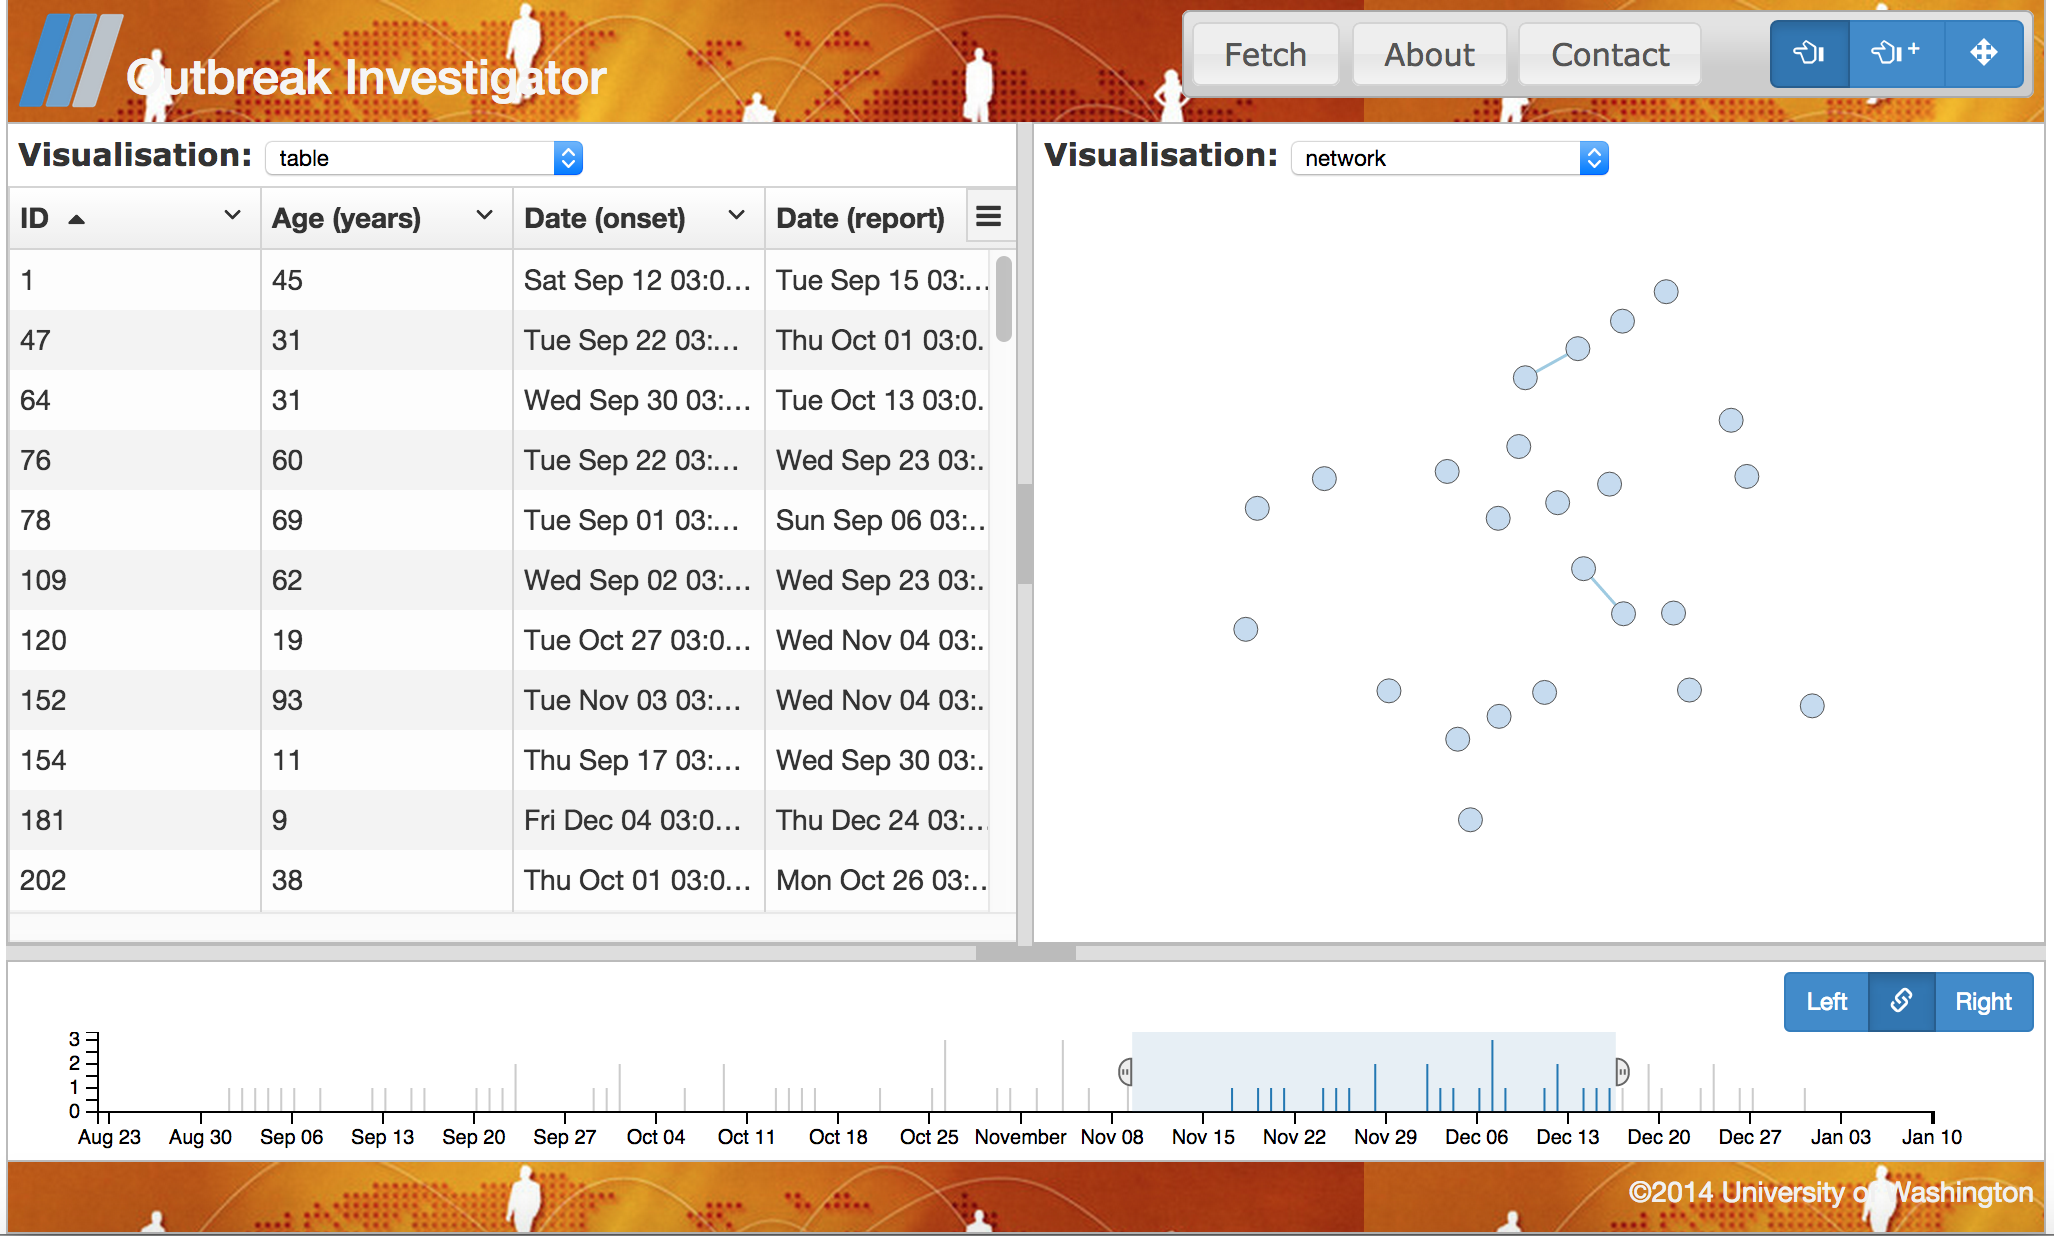 Outbreak Investigator
Fetch About Contact
Visualisation: table
Visualisation: network
ID Age (years) Date (onset) Date (report)
1 45 Sat Sep 12 03:0... Tue Sep 15 03:...
47 31 Tue Sep 22 03:... Thu Oct 01 03:0.
64 31 Wed Sep 30 03:... Tue Oct 13 03:0.
76 60 Tue Sep 22 03:... Wed Sep 23 03:.
78 69 Tue Sep 01 03:... Sun Sep 06 03:..
109 62 Wed Sep 02 03:... Wed Sep 23 03:.
120 19 Tue Oct 27 03:0... Wed Nov 04 03:.
152 93 Tue Nov 03 03:... Wed Nov 04 03:.
154 11 Thu Sep 17 03:... Wed Sep 30 03:.
181 9 Fri Dec 04 03:0... Thu Dec 24 03:...
202 38 Thu Oct 01 03:0... Mon Oct 26 03:...
Left Right
3
2
1
0
Aug 23 Aug 30 Sep 06 Sep 13 Sep 20 Sep 27 Oct 04 Oct 11 Oct 18 Oct 25 November Nov 08 Nov 15 Nov 22 Nov 29 Dec 06 Dec 13 Dec 20 Dec 27 Jan 03 Jan 10
©2014 University of Washington